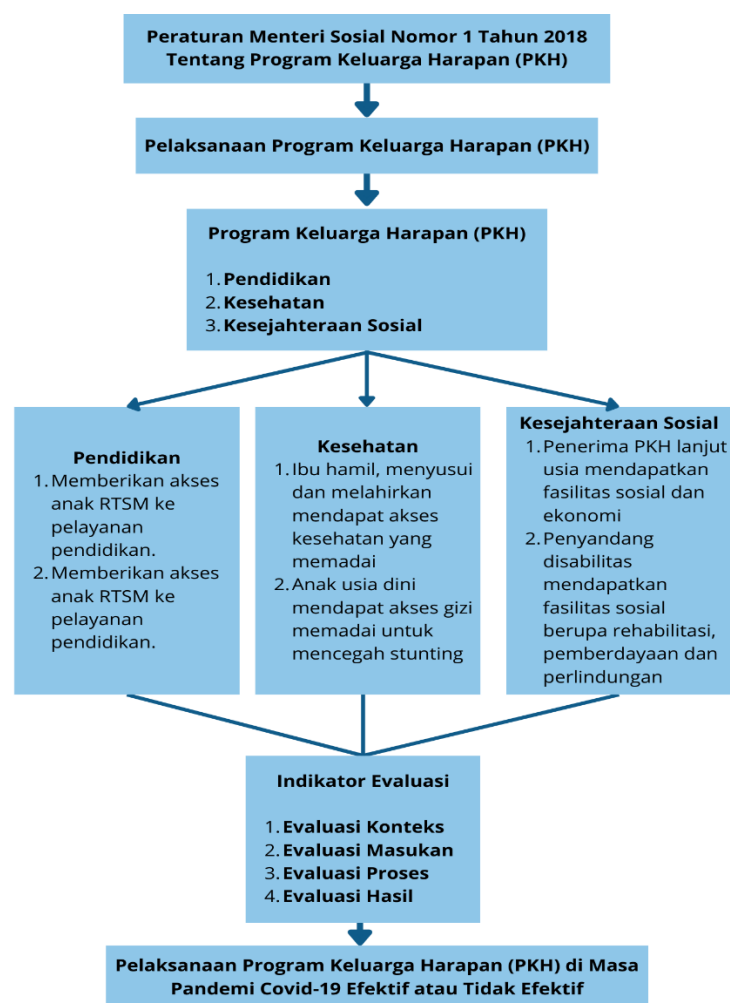 Peraturan Menteri Sosial Nomor 1 Tahun 2018
Tentang Program Keluarga Harapan (PKH)
Pelaksanaan Program Keluarga Harapan (PKH)
Program Keluarga Harapan (PKH)
1. Pendidikan
2. Kesehatan
3. Kesejahteraan Sosial
Pendidikan
1. Memberikan akses
anak RTSM ke
pelayanan
pendidikan.
2. Memberikan akses
anak RTSM ke
pelayanan
pendidikan.
Kesehatan
1. Ibu hamil, menyusui
dan melahirkan
mendapat akses
kesehatan yang
memadai
2. Anak usia dini
mendapat akses gizi
memadai untuk
mencegah stunting
Kesejahteraan Sosial
1. Penerima PKH lanjut
usia mendapatkan
fasilitas sosial dan
ekonomi
2. Penyandang
disabilitas
mendapatkan
fasilitas sosial
berupa rehabilitasi,
pemberdayaan dan
perlindungan
Indikator Evaluasi
1. Evaluasi Konteks
2. Evaluasi Masukan
3. Evaluasi Proses
4. Evaluasi Hasil
Pelaksanaan Program Keluarga Harapan (PKH) di Masa
Pandemi Covid-19 Efektif atau Tidak Efektif